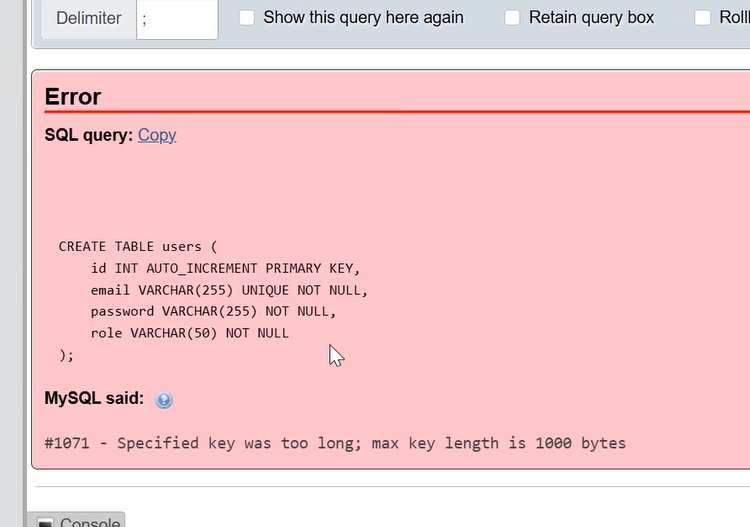 Delimiter ; Show this query here again Retain query box
Error
SQL query: Copy
CREATE TABLE users (
id INT AUTO_INCREMENT PRIMARY KEY,
email VARCHAR(255) UNIQUE NOT NULL,
password VARCHAR(255) NOT NULL,
role VARCHAR(50) NOT NULL
);
MySQL said:
#1071 - Specified key was too long; max key length is 1000 bytes
Console